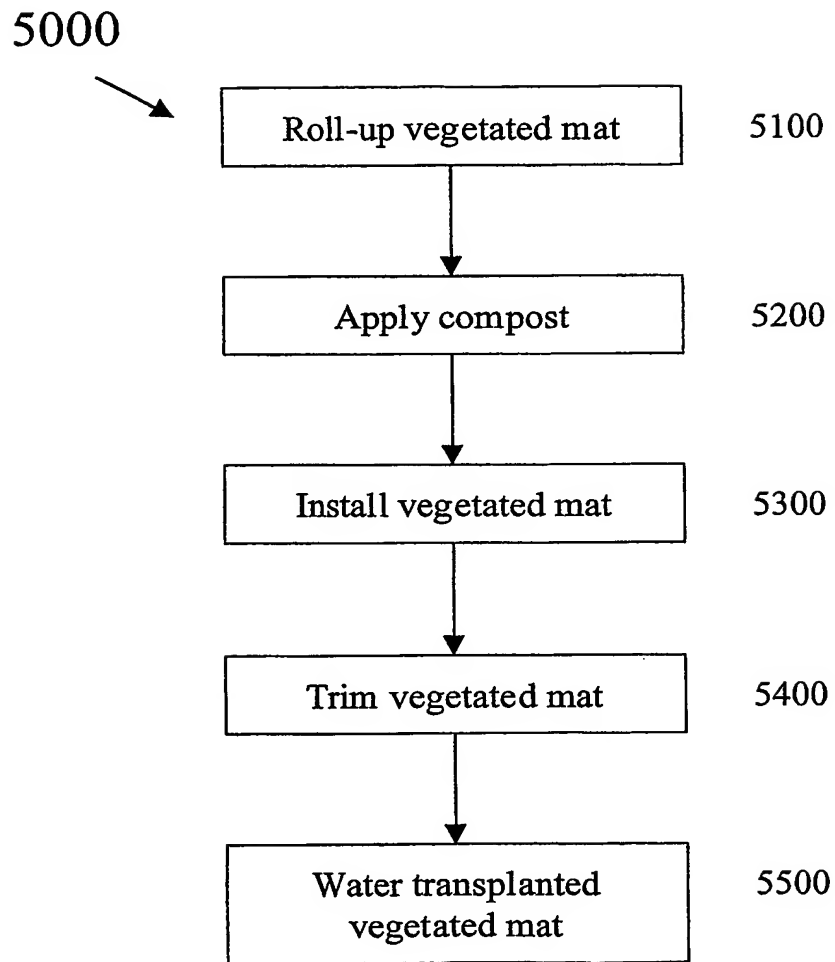 5000
Roll-up vegetated mat 5100
Apply compost 5200
Install vegetated mat 5300
Trim vegetated mat 5400
Water transplanted 5500
vegetated mat